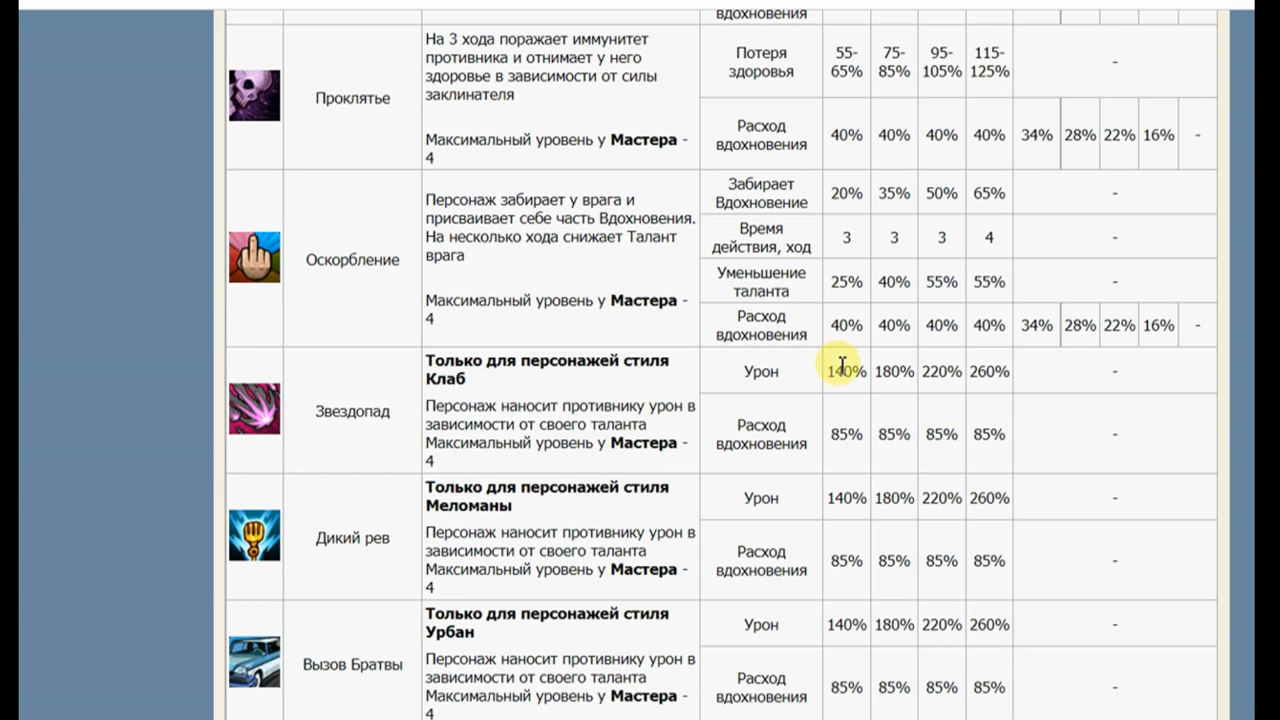 вдохновения
Проклятье
На 3 хода поражает иммунитет
противника и отнимает у него
здоровье в зависимости от силы
заклинателя
Максимальный уровень у Мастера -
4
Потеря
здоровья
55-
65%
75-
85%
95-
105%
115-
125%
-
Расход
вдохновения
40% 40% 40% 40% 34% 28% 22% 16% -
Оскорбление
Персонаж забирает у врага и
присваивает себе часть Вдохновения.
На несколько хода снижает Талант
врага
Максимальный уровень у Мастера -
4
Забирает
Вдохновение
20% 35% 50% 65% -
Время
действия, ход
3 3 3 4 -
Уменьшение
таланта
25% 40% 55% 55% -
Расход
вдохновения
40% 40% 40% 40% 34% 28% 22% 16% -
Звездопад
Только для персонажей стиля
Клаб
Персонаж наносит противнику урон в
зависимости от своего таланта
Максимальный уровень у Мастера -
4
Урон
140% 180% 220% 260% -
Расход
вдохновения
85% 85% 85% 85% -
Дикий рев
Только для персонажей стиля
Меломаны
Персонаж наносит противнику урон в
зависимости от своего таланта
Максимальный уровень у Мастера -
4
Урон
140% 180% 220% 260% -
Расход
вдохновения
85% 85% 85% 85% -
Вызов Братвы
Только для персонажей стиля
Урбан
Персонаж наносит противнику урон в
зависимости от своего таланта
Максимальный уровень у Мастера -
4
Урон
140% 180% 220% 260% -
Расход
вдохновения
85% 85% 85% 85% -